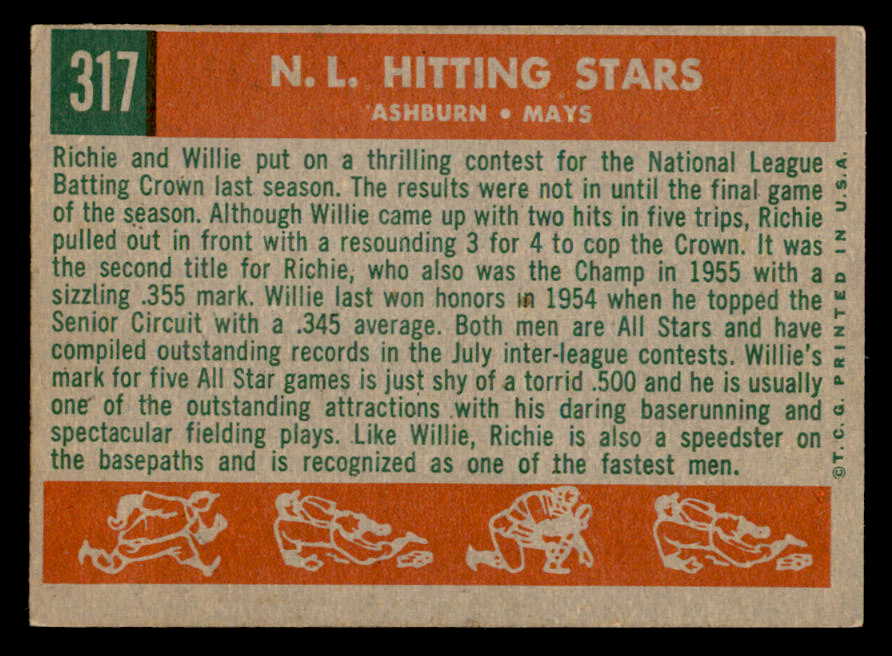 317
N. L. HITTING STARS
ASHBURN • MAYS
Richie and Willie put on a thrilling contest for the National League
Batting Crown last season. The results were not in until the final game
of the season. Although Willie came up with two hits in five trips, Richie
pulled out in front with a resounding 3 for 4 to cop the Crown. It was
the second title for Richie, who also was the Champ in 1955 with a
sizzling .355 mark. Willie last won honors in 1954 when he topped the
Senior Circuit with a .345 average. Both men are All Stars and have
compiled outstanding records in the July inter-league contests. Willie's
mark for five All Star games is just shy of a torrid .500 and he is usually
one of the outstanding attractions with his daring baserunning and
spectacular fielding plays. Like Willie, Richie is also a speedster on
the basepaths and is recognized as one of the fastest men.
©T.C.G. PRINTED IN U.S.A.